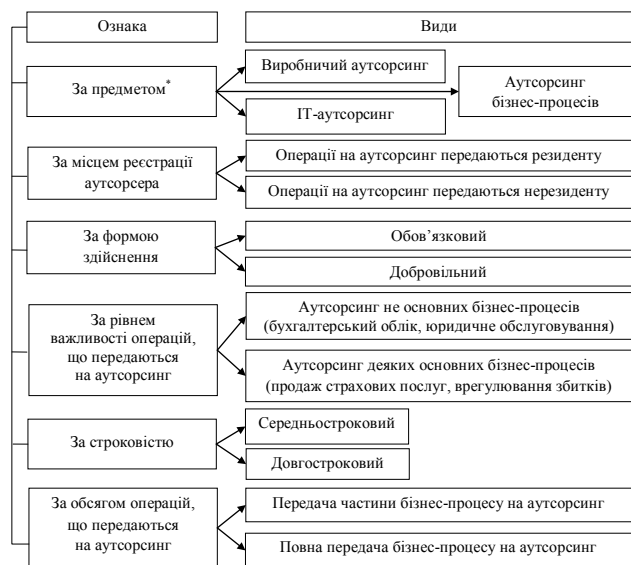 Ознака
Види
За предметом*
Виробничий аутсорсинг
ІТ-аутсорсинг
Аутсорсинг
бізнес-процесів
За місцем реєстрації
аутсорсера
Операції на аутсорсинг передаються резиденту
Операції на аутсорсинг передаються нерезиденту
За формою
здійснення
Обов’язковий
Добровільний
За рівнем
важливості операцій,
що передаються
на аутсорсинг
Аутсорсинг не основних бізнес-процесів
(бухгалтерський облік, юридичне обслуговування)
Аутсорсинг деяких основних бізнес-процесів
(продаж страхових послуг, врегулювання збитків)
За строковістю
Середньостроковий
Довгостроковий
За обсягом операцій,
що передаються
на аутсорсинг
Передача частини бізнес-процесу на аутсорсинг
Повна передача бізнес-процесу на аутсорсинг